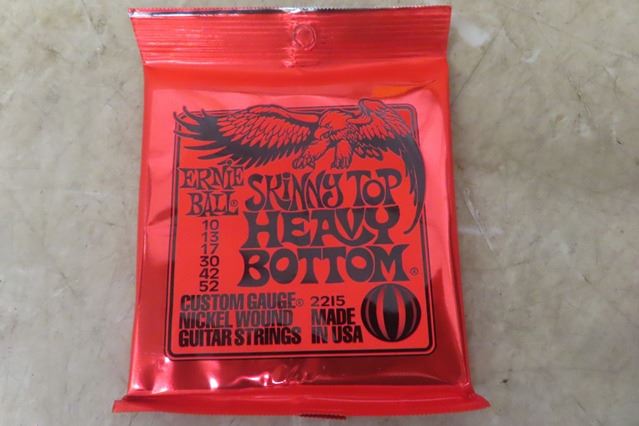 ERNIE
BALL®
SKINNY TOP
HEAVY
BOTTOM®
10
13
17
30
42
52
CUSTOM GAUGE® 2215
NICKEL WOUND MADE
GUITAR STRINGS IN USA